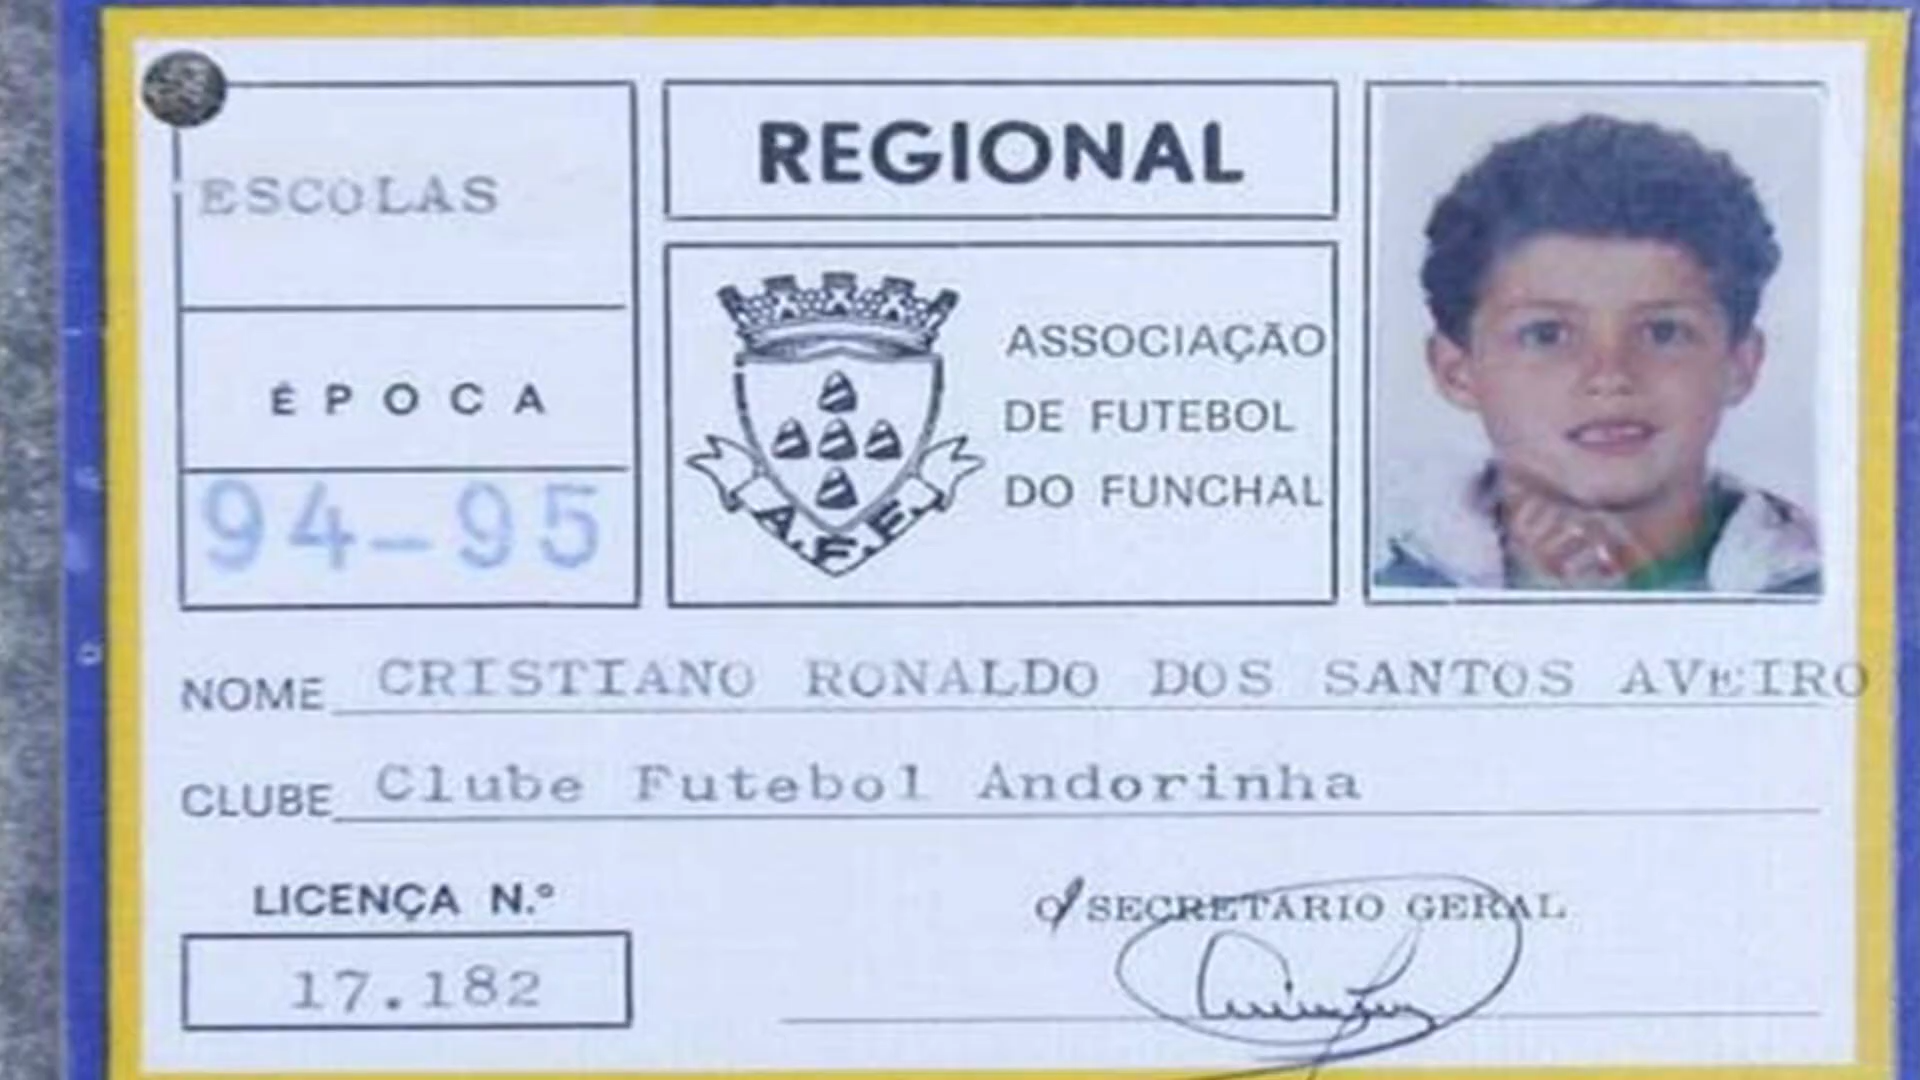 ESCOLAS
ÉPOCA
94-95
REGIONAL
A.F.F.
ASSOCIAÇÃO
DE FUTEBOL
DO FUNCHAL
NOME CRISTIANO RONALDO DOS SANTOS AVEIRO
CLUBE Clube Futebol Andorinha
LICENÇA N.º
17.182
O SECRETARIO GERAL